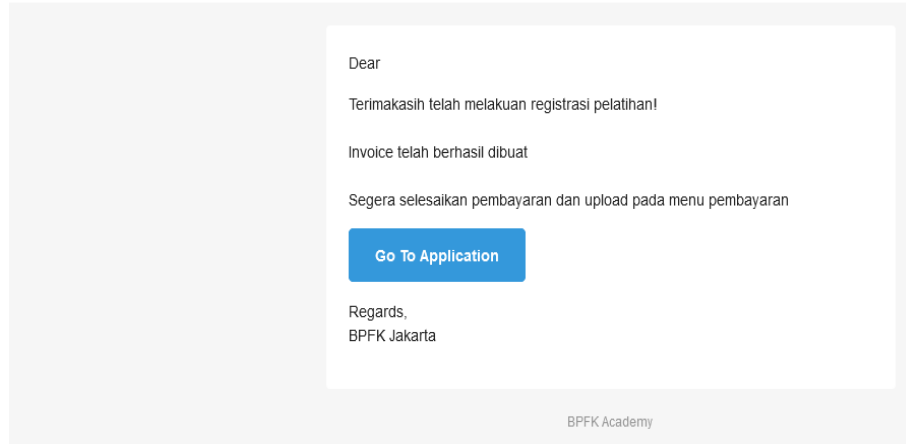 Dear
Terimakasih telah melakuan registrasi pelatihan!
Invoice telah berhasil dibuat
Segera selesaikan pembayaran dan upload pada menu pembayaran
Go To Application
Regards,
BPFK Jakarta
BPFK Academy